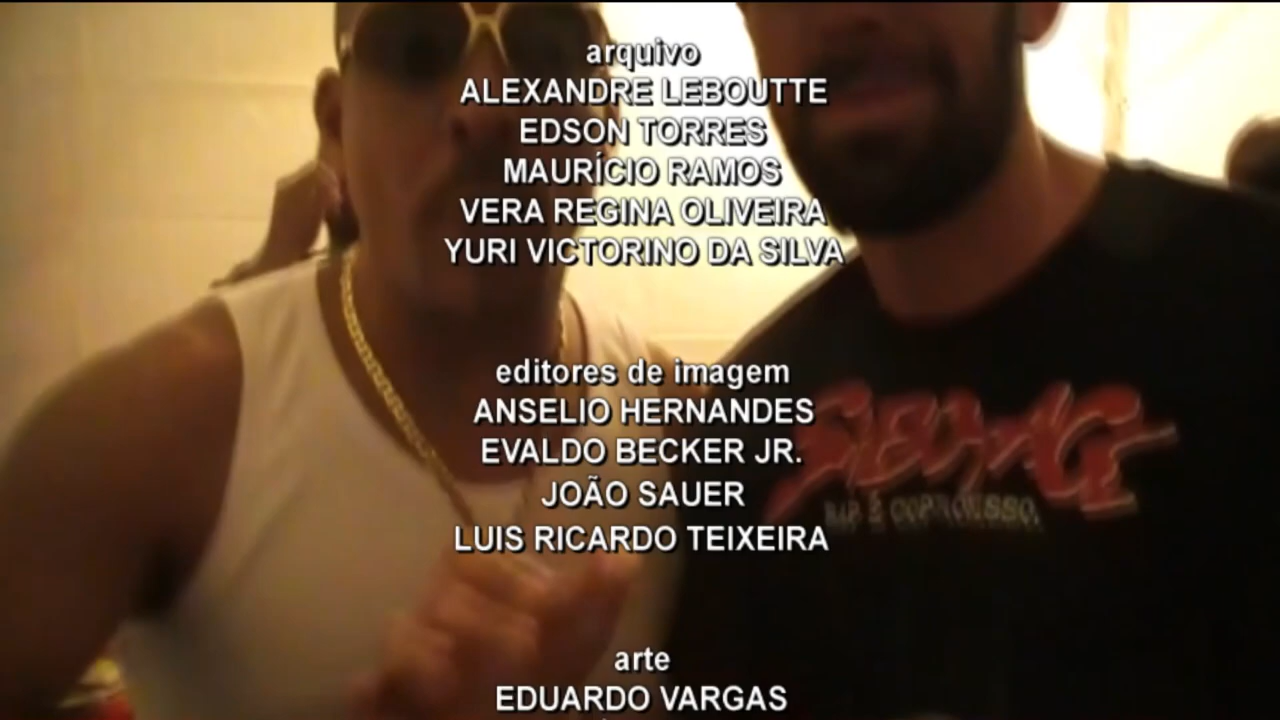 arquivo
ALEXANDRE LEBOUTTE
EDSON TORRES
MAURÍCIO RAMOS
VERA REGINA OLIVEIRA
YURI VICTORINO DA SILVA
editores de imagem
ANSELIO HERNANDES
EVALDO BECKER JR.
JOÃO SAUER
LUIS RICARDO TEIXEIRA
arte
EDUARDO VARGAS